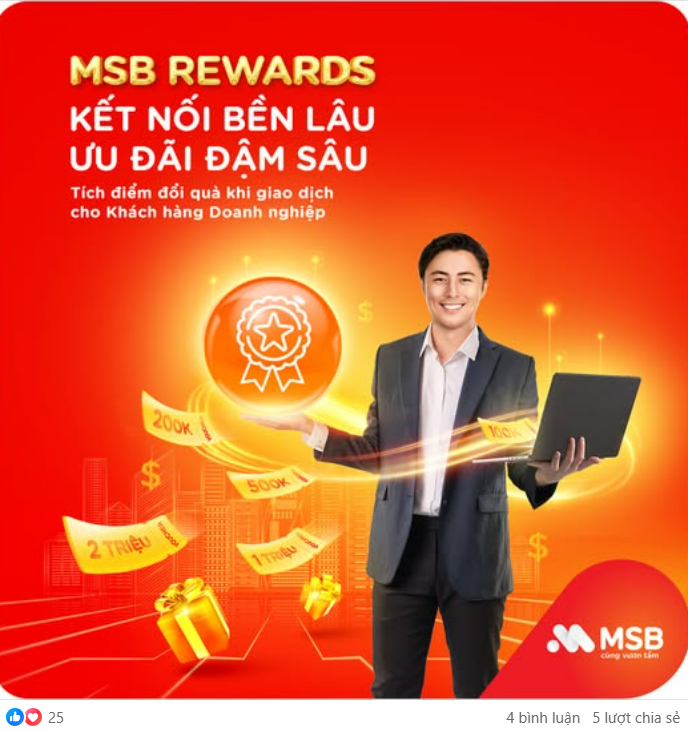 MSB REWARDS
KẾT NỐI BỀN LÂU
ƯU ĐÃI ĐẬM SÂU
Tích điểm đổi quà khi giao dịch
cho Khách hàng Doanh nghiệp
200K
100K
500K
2 TRIỆU
1 TRIỆU
MSB
cùng vươn tầm
25
4 bình luận 5 lượt chia sẻ